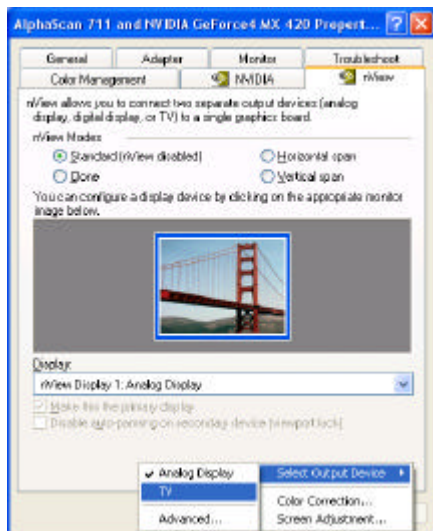 AlphaScan 711 and NVIDIA GeForce4 MX 420 Propert...
General Adapter Monitor Troubleshoot
Color Management NVIDIA nView
nView allows you to connect two separate output devices (analog
display, digital display, or TV) to a single graphics board.
nView Modes
Standard (nView disabled) Horizontal span
Clone Vertical span
You can configure a display device by clicking on the appropriate monitor
image below.
Display:
nView Display 1: Analog Display
Make this the primary display
Disable auto-panning on secondary device (viewport lock)
Analog Display Select Output Device
TV
Color Correction...
Advanced... Screen Adjustment...